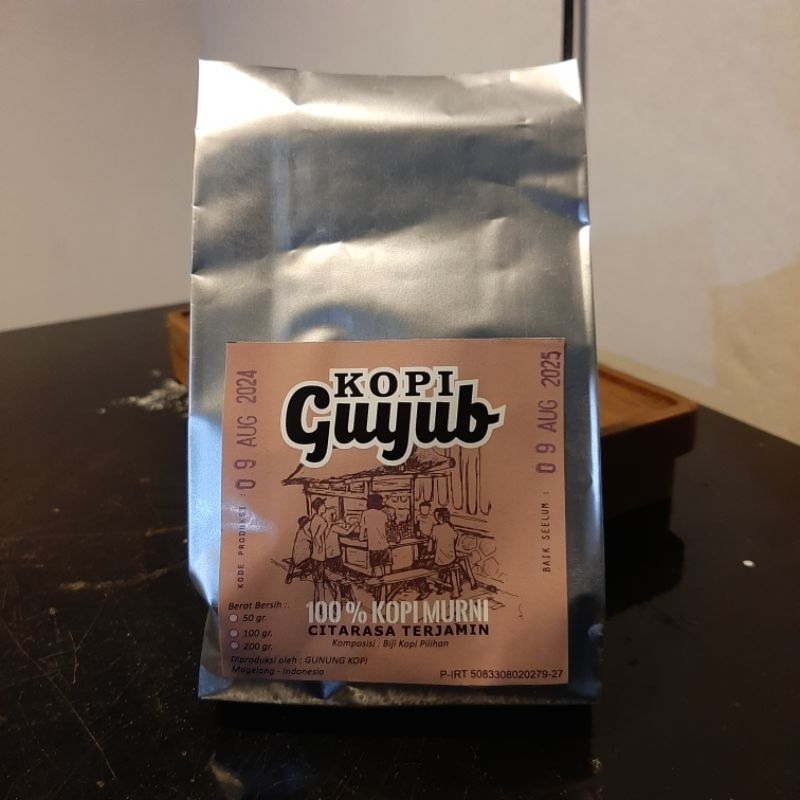 KOPI
Guyub
KODE PRODUKSI : 09 AUG 2024
BAIK SEELUM : 09 AUG 2025
100 % KOPI MURNI
CITARASA TERJAMIN
Komposisi : Biji Kopi Pilihan
Berat Bersih :
50 gr.
100 gr.
200 gr.
Diproduksi oleh : GUNUNG KOPI
Magelang - Indonesia
P-IRT 5083308020279-27